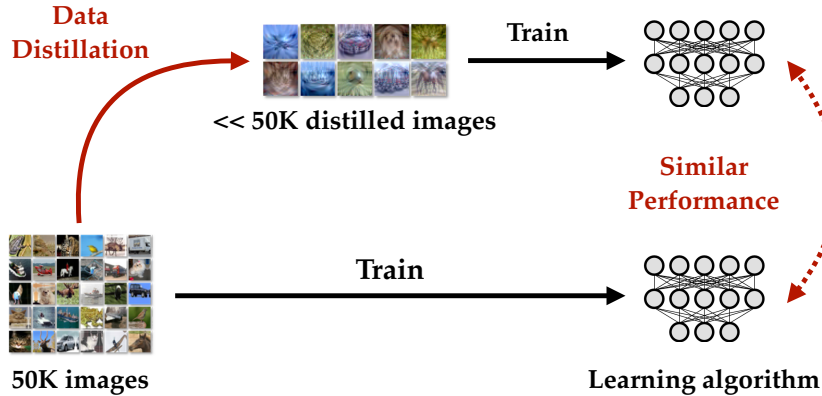 Data
Distillation
Train
<< 50K distilled images
Similar
Performance
Train
50K images
Learning algorithm